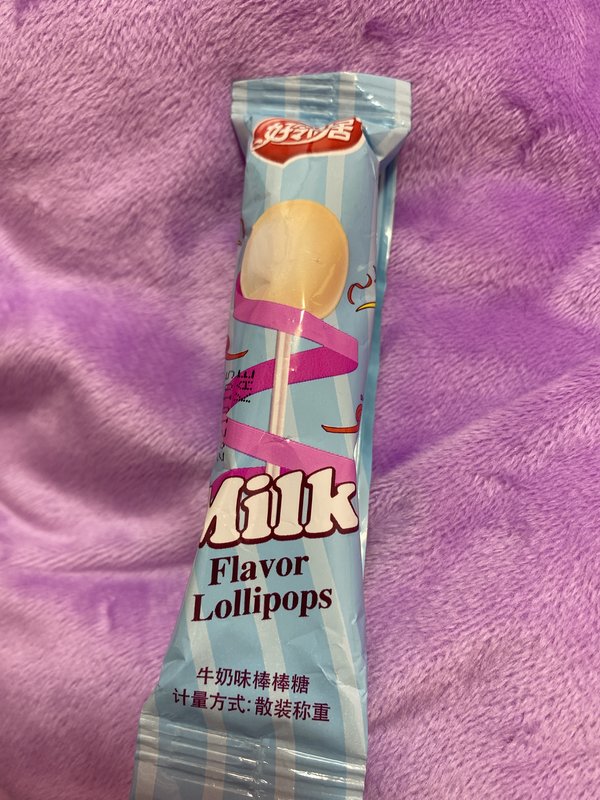 好邻居
Milk
Flavor
Lollipops
牛奶味棒棒糖
计量方式:散装称重